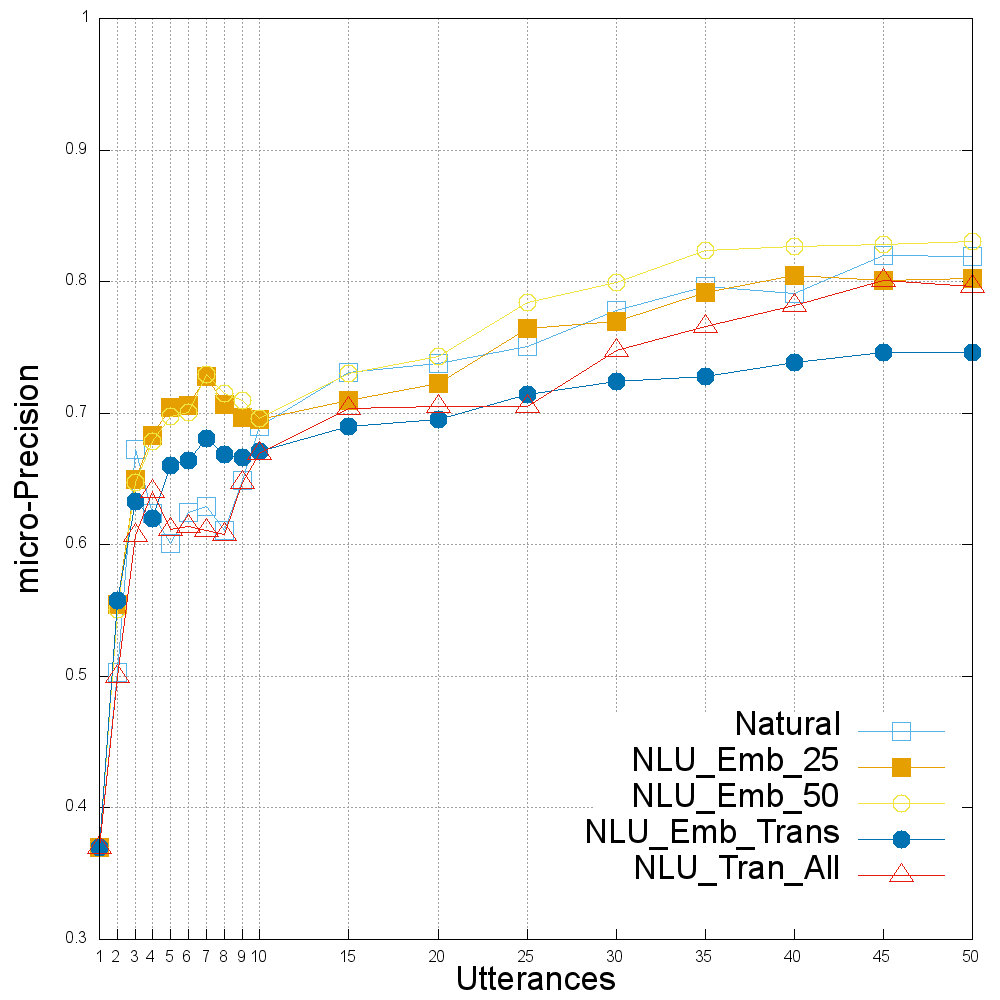 1
0.9
0.8
0.7
0.6
0.5
0.4
0.3
micro-Precision
Natural
NLU_Emb_25
NLU_Emb_50
NLU_Emb_Trans
NLU_Tran_All
1 2 3 4 5 6 7 8 9 10 15 20 25 30 35 40 45 50
Utterances